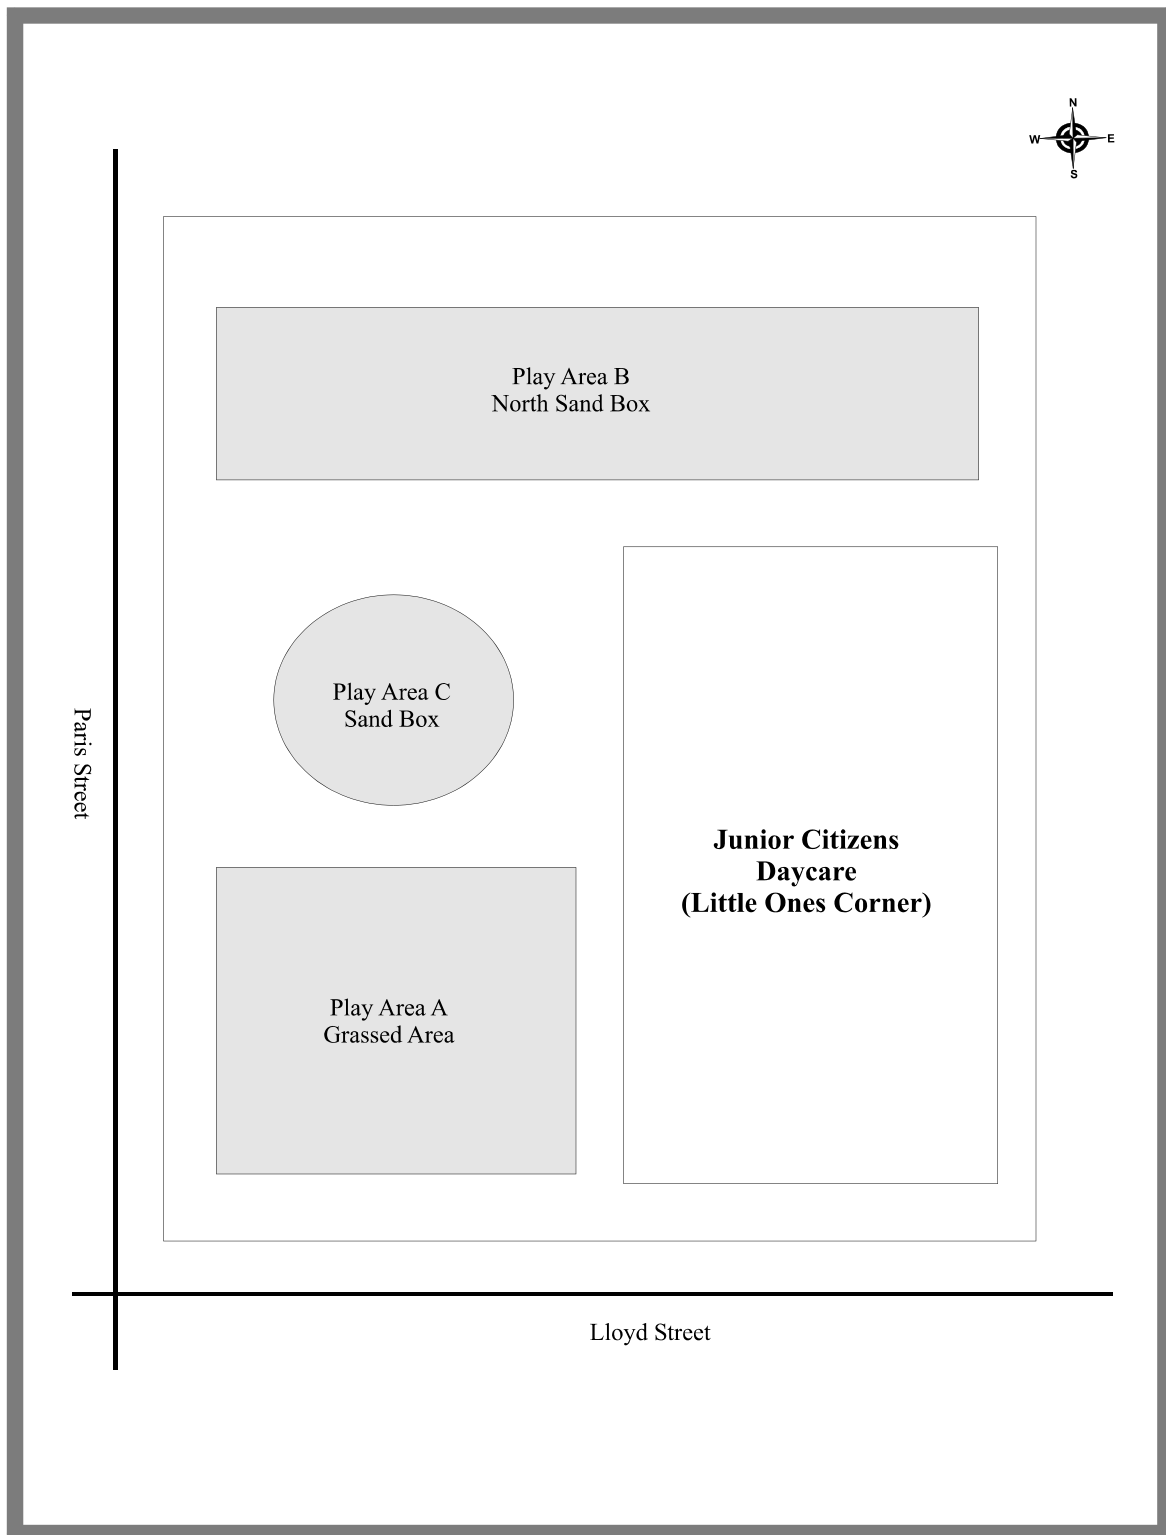 N
W E
S
Play Area B
North Sand Box
Play Area C
Sand Box
Paris Street
Junior Citizens
Daycare
(Little Ones Corner)
Play Area A
Grassed Area
Lloyd Street